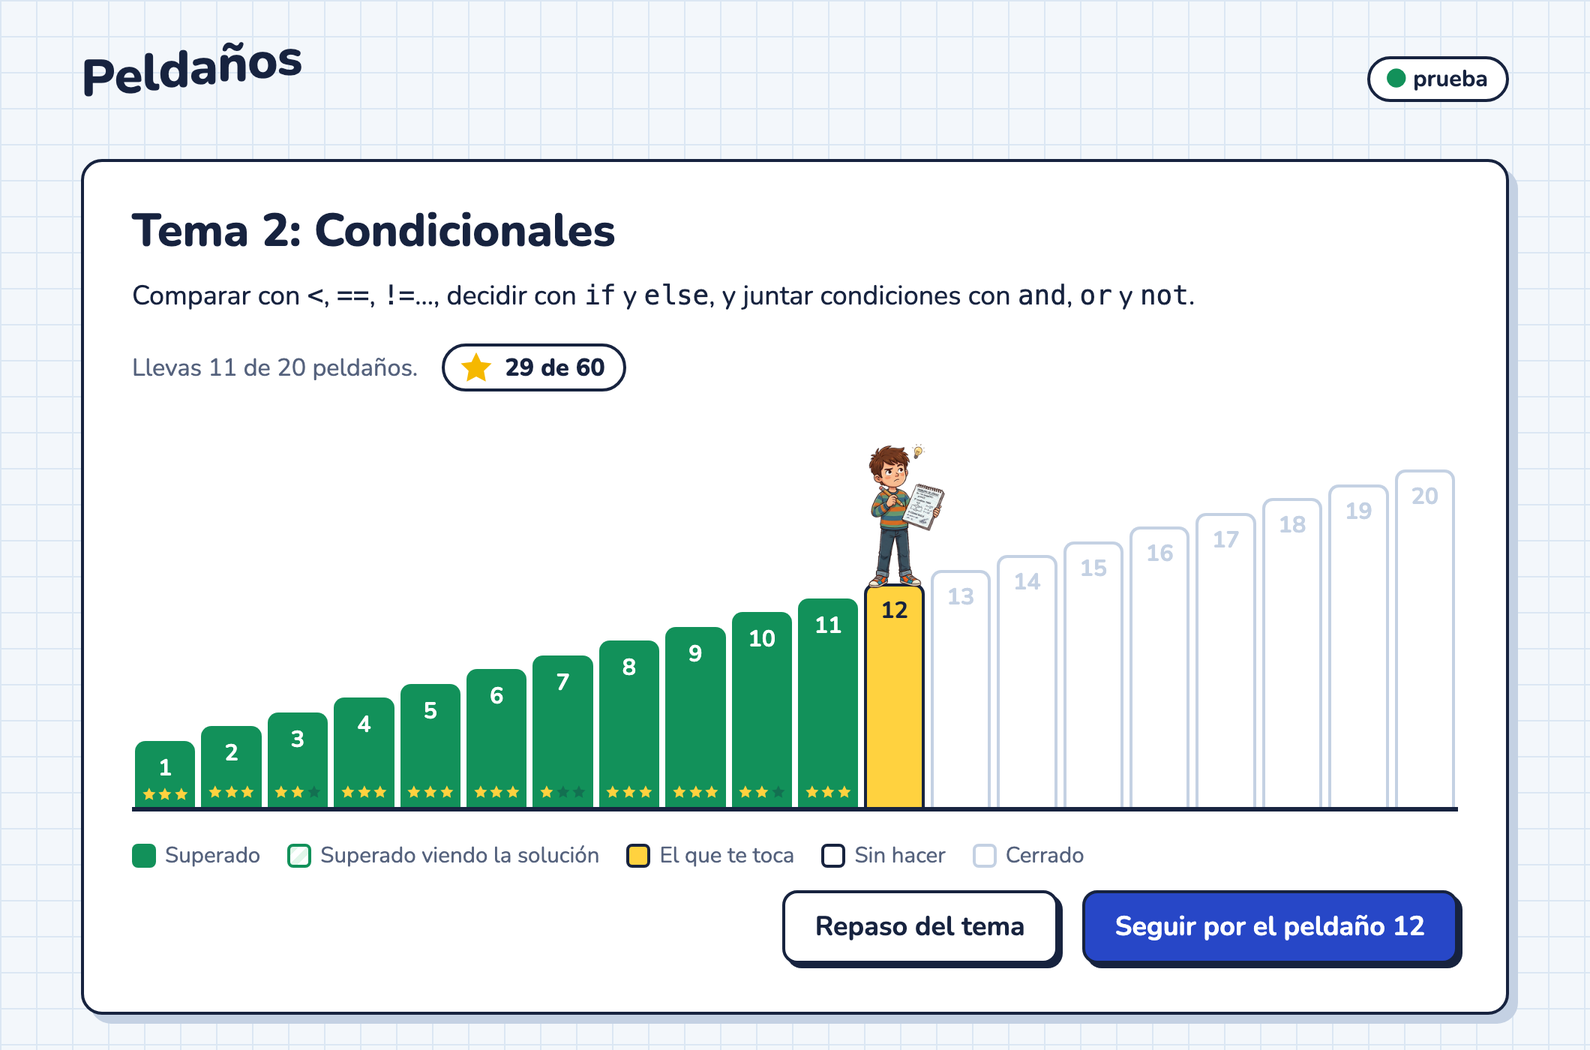 Peldaños
prueba
Tema 2: Condicionales
Comparar con <, ==, !=..., decidir con if y else, y juntar condiciones con and, or y not.
Llevas 11 de 20 peldaños.
29 de 60
1
2
3
4
5
6
7
8
9
10
11
12
13
14
15
16
17
18
19
20
Superado
Superado viendo la solución
El que te toca
Sin hacer
Cerrado
Repaso del tema
Seguir por el peldaño 12